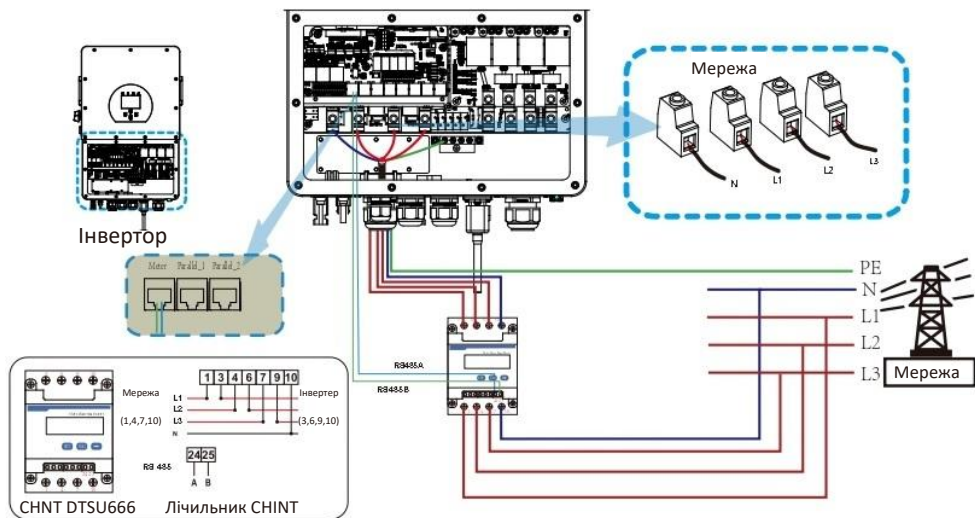 Мережа
N
L1
L2
L3
Інвертор
Meter Parallel_1 Parallel_2
PE
N
L1
L2
L3
Мережа
RS485A
RS485B
Мережа
(1,4,7,10)
1 3 4 6 7 9 10
L1
L2
L3
N
Інвертер
(3,6,9,10)
RS 485
24 25
A B
CHNT DTSU666
Лічильник CHINT